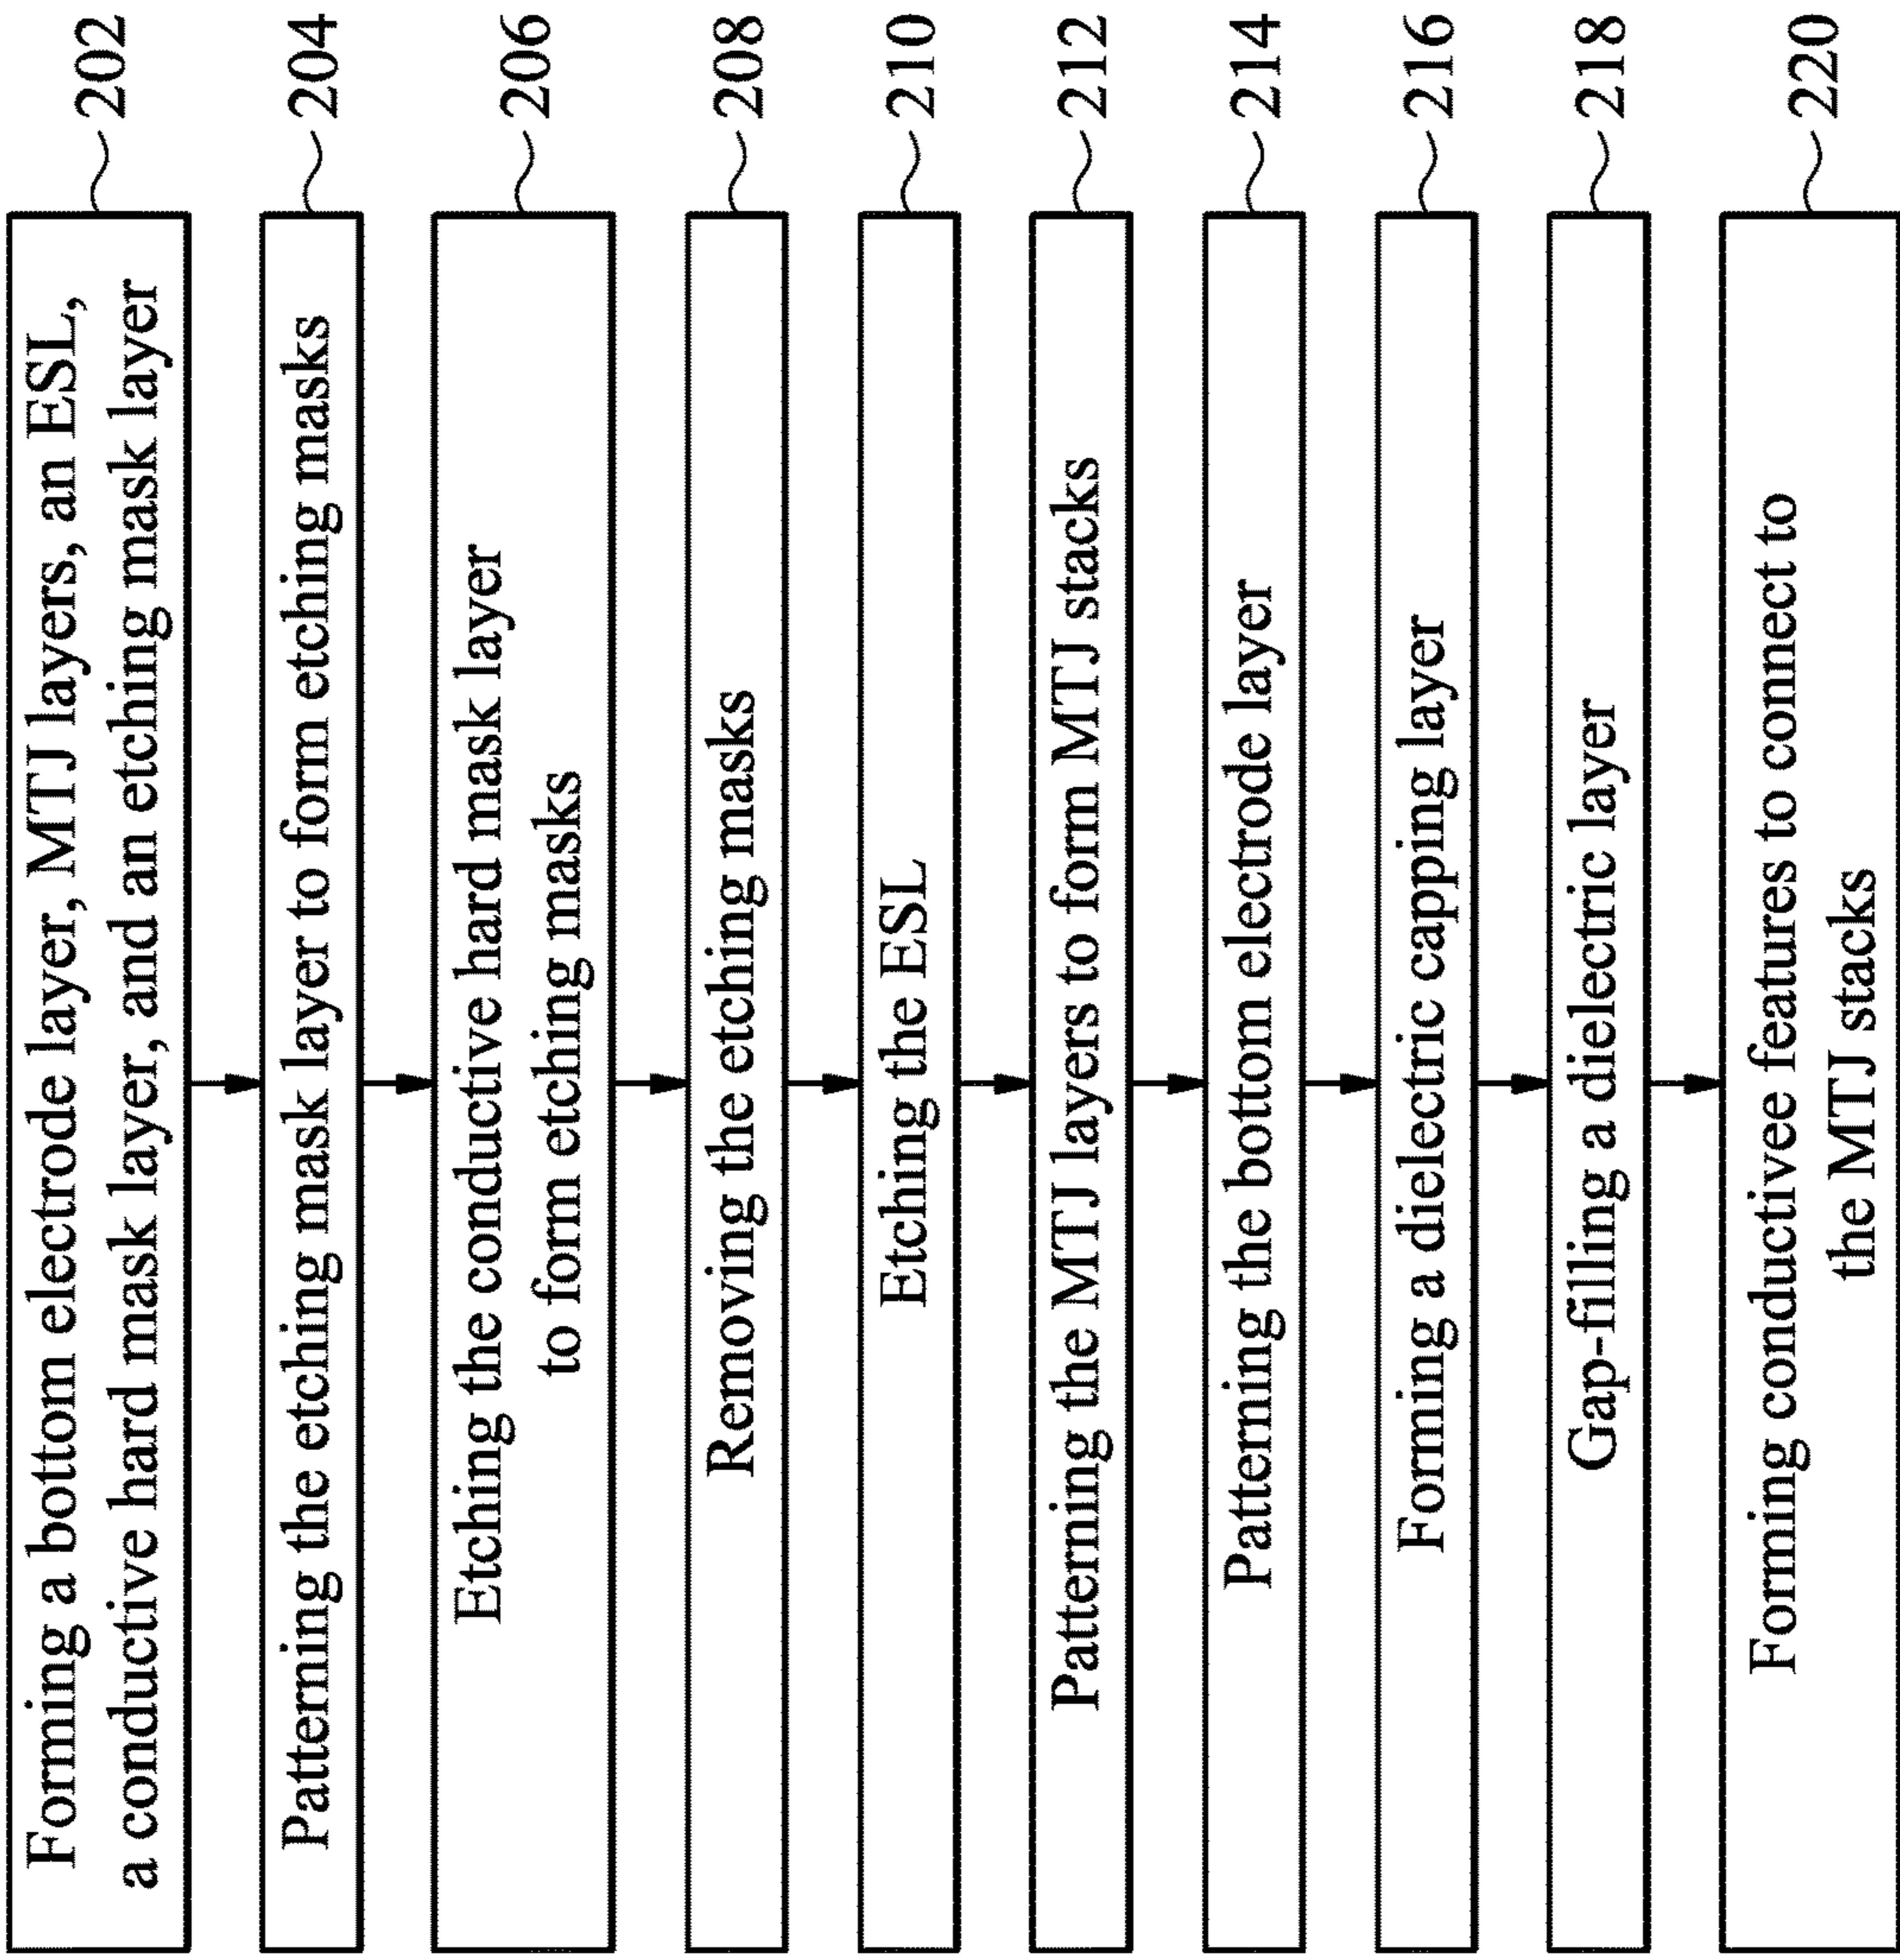 Forming a bottom electrode layer, MTJ layers, an ESL,
a conductive hard mask layer, and an etching mask layer
202
Patterning the etching mask layer to form etching masks
204
Etching the conductive hard mask layer
to form etching masks
206
Removing the etching masks
208
Etching the ESL
210
Patterning the MTJ layers to form MTJ stacks
212
Patterning the bottom electrode layer
214
Forming a dielectric capping layer
216
Gap-filling a dielectric layer
218
Forming conductivee features to connect to
the MTJ stacks
220